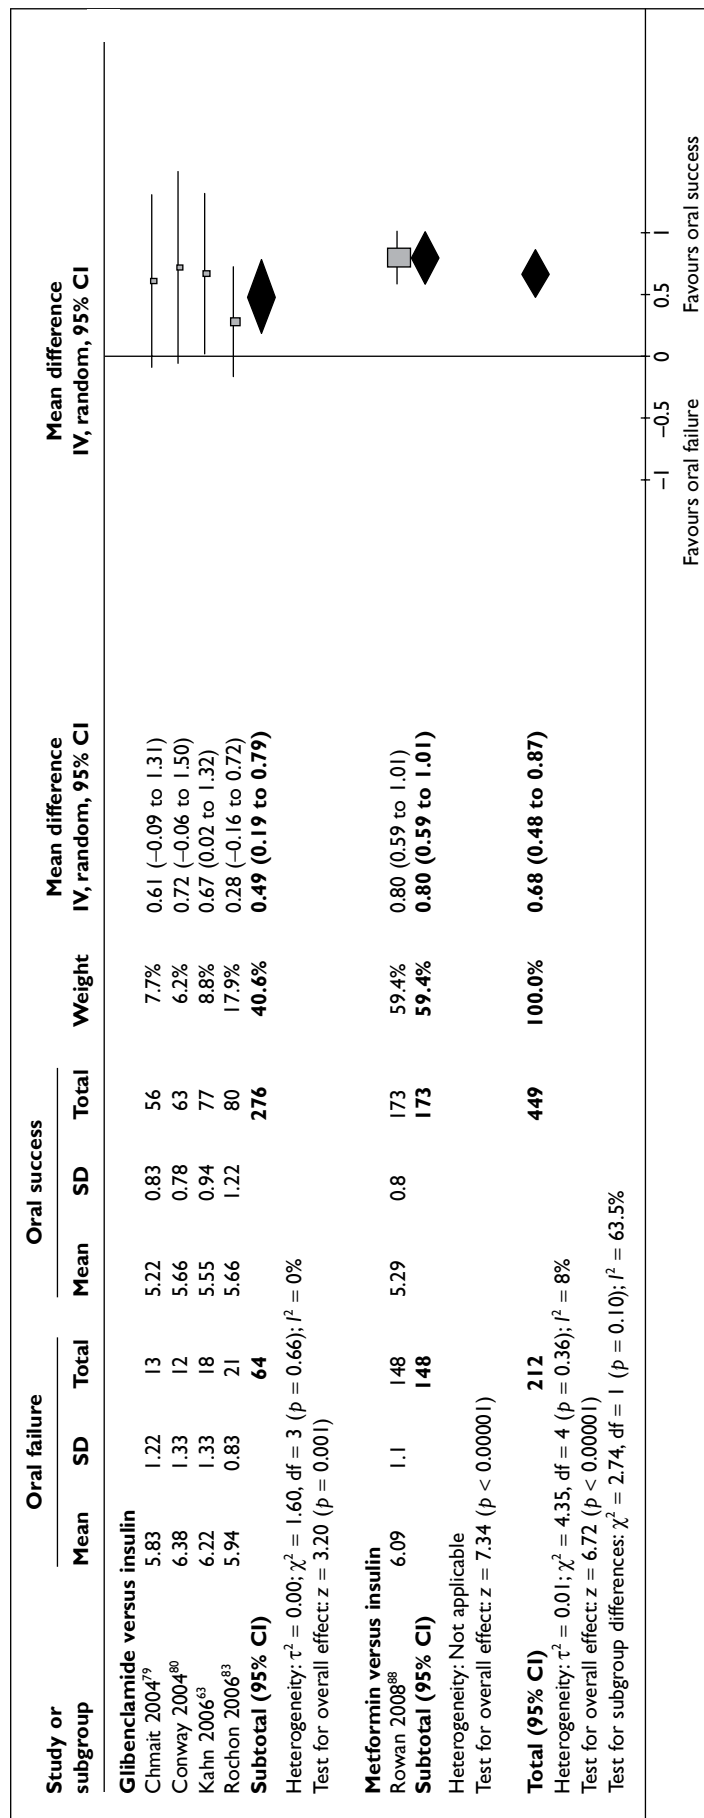 Study or subgroup Oral failure Oral success Weight Mean difference IV, random, 95% CI Mean difference IV, random, 95% CI
Mean SD Total Mean SD Total
Glibenclamide versus insulin
Chmait 2004⁷⁹ 5.83 1.22 13 5.22 0.83 56 7.7% 0.61 (−0.09 to 1.31)
Conway 2004⁸⁰ 6.38 1.33 12 5.66 0.78 63 6.2% 0.72 (−0.06 to 1.50)
Kahn 2006⁶³ 6.22 1.33 18 5.55 0.94 77 8.8% 0.67 (0.02 to 1.32)
Rochon 2006⁸³ 5.94 0.83 21 5.66 1.22 80 17.9% 0.28 (−0.16 to 0.72)
Subtotal (95% CI) 64 276 40.6% 0.49 (0.19 to 0.79)
Heterogeneity: τ² = 0.00; χ² = 1.60, df = 3 (p = 0.66); I² = 0%
Test for overall effect: z = 3.20 (p = 0.001)
Metformin versus insulin
Rowan 2008⁸⁸ 6.09 1.1 148 5.29 0.8 173 59.4% 0.80 (0.59 to 1.01)
Subtotal (95% CI) 148 173 59.4% 0.80 (0.59 to 1.01)
Heterogeneity: Not applicable
Test for overall effect: z = 7.34 (p < 0.00001)
Total (95% CI) 212 449 100.0% 0.68 (0.48 to 0.87)
Heterogeneity: τ² = 0.01; χ² = 4.35, df = 4 (p = 0.36); I² = 8%
Test for overall effect: z = 6.72 (p < 0.00001)
Test for subgroup differences: χ² = 2.74, df = 1 (p = 0.10); I² = 63.5%
−1 −0.5 0 0.5 1
Favours oral failure Favours oral success